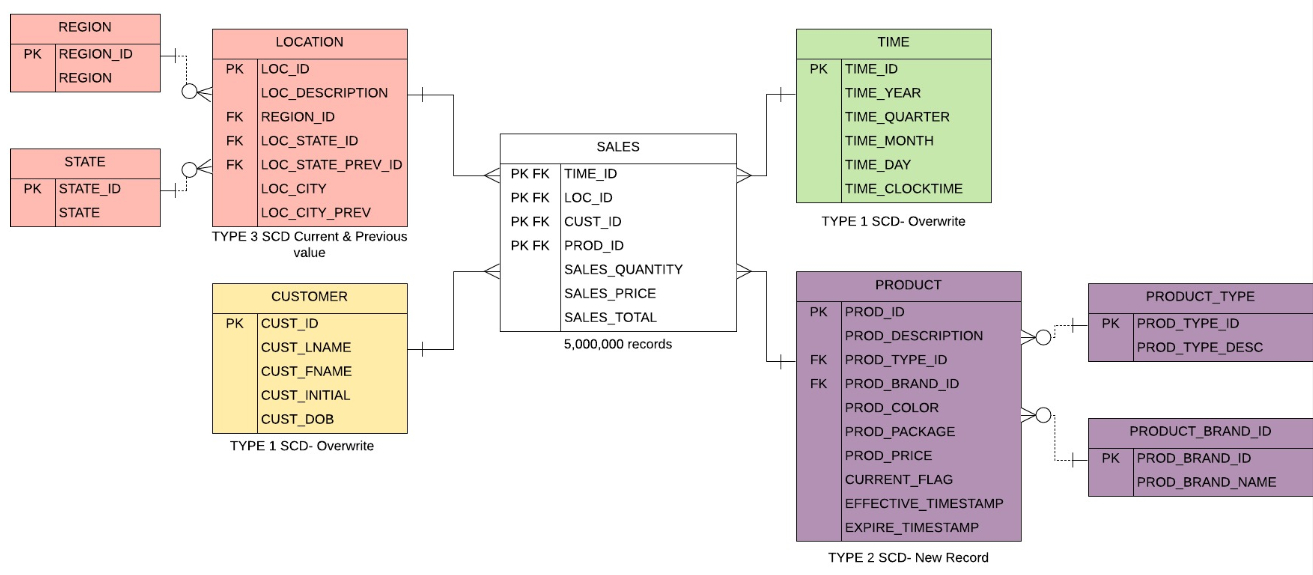 REGION
PK REGION_ID
REGION
STATE
PK STATE_ID
STATE
LOCATION
PK LOC_ID
LOC_DESCRIPTION
FK REGION_ID
FK LOC_STATE_ID
FK LOC_STATE_PREV_ID
LOC_CITY
LOC_CITY_PREV
TYPE 3 SCD Current & Previous
value
CUSTOMER
PK CUST_ID
CUST_LNAME
CUST_FNAME
CUST_INITIAL
CUST_DOB
TYPE 1 SCD- Overwrite
SALES
PK FK TIME_ID
PK FK LOC_ID
PK FK CUST_ID
PK FK PROD_ID
SALES_QUANTITY
SALES_PRICE
SALES_TOTAL
5,000,000 records
TIME
PK TIME_ID
TIME_YEAR
TIME_QUARTER
TIME_MONTH
TIME_DAY
TIME_CLOCKTIME
TYPE 1 SCD- Overwrite
PRODUCT
PK PROD_ID
PROD_DESCRIPTION
FK PROD_TYPE_ID
FK PROD_BRAND_ID
PROD_COLOR
PROD_PACKAGE
PROD_PRICE
CURRENT_FLAG
EFFECTIVE_TIMESTAMP
EXPIRE_TIMESTAMP
TYPE 2 SCD- New Record
PRODUCT_TYPE
PK PROD_TYPE_ID
PROD_TYPE_DESC
PRODUCT_BRAND_ID
PK PROD_BRAND_ID
PROD_BRAND_NAME